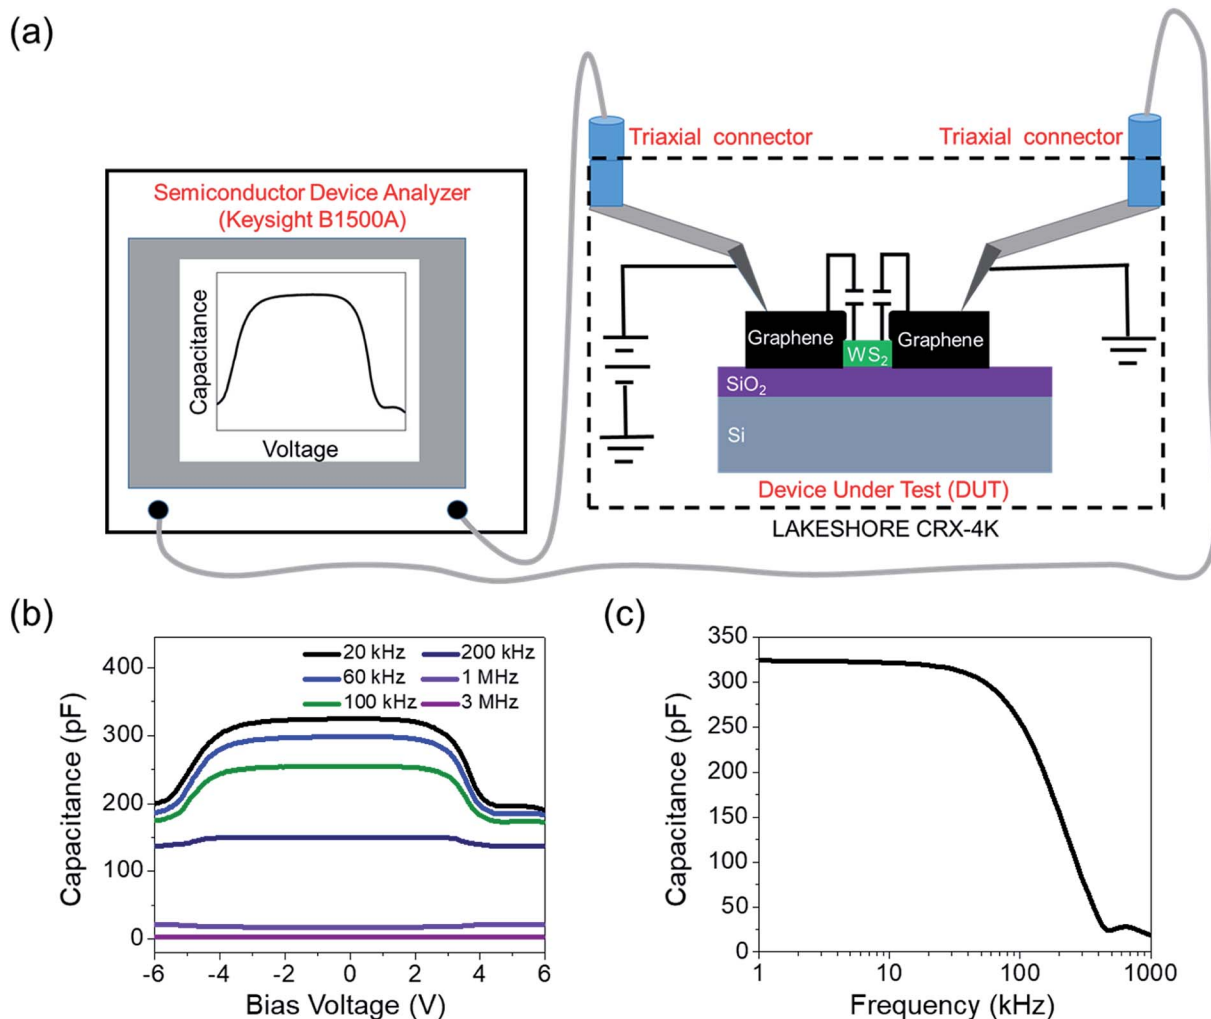 (a)
Triaxial connector
Triaxial connector
Semiconductor Device Analyzer
(Keysight B1500A)
Capacitance
Voltage
Graphene
WS2
Graphene
SiO2
Si
Device Under Test (DUT)
LAKESHORE CRX-4K
(b)
Capacitance (pF)
400
300
200
100
0
20 kHz
200 kHz
60 kHz
1 MHz
100 kHz
3 MHz
-6 -4 -2 0 2 4 6
Bias Voltage (V)
(c)
Capacitance (pF)
350
300
250
200
150
100
50
0
1 10 100 1000
Frequency (kHz)